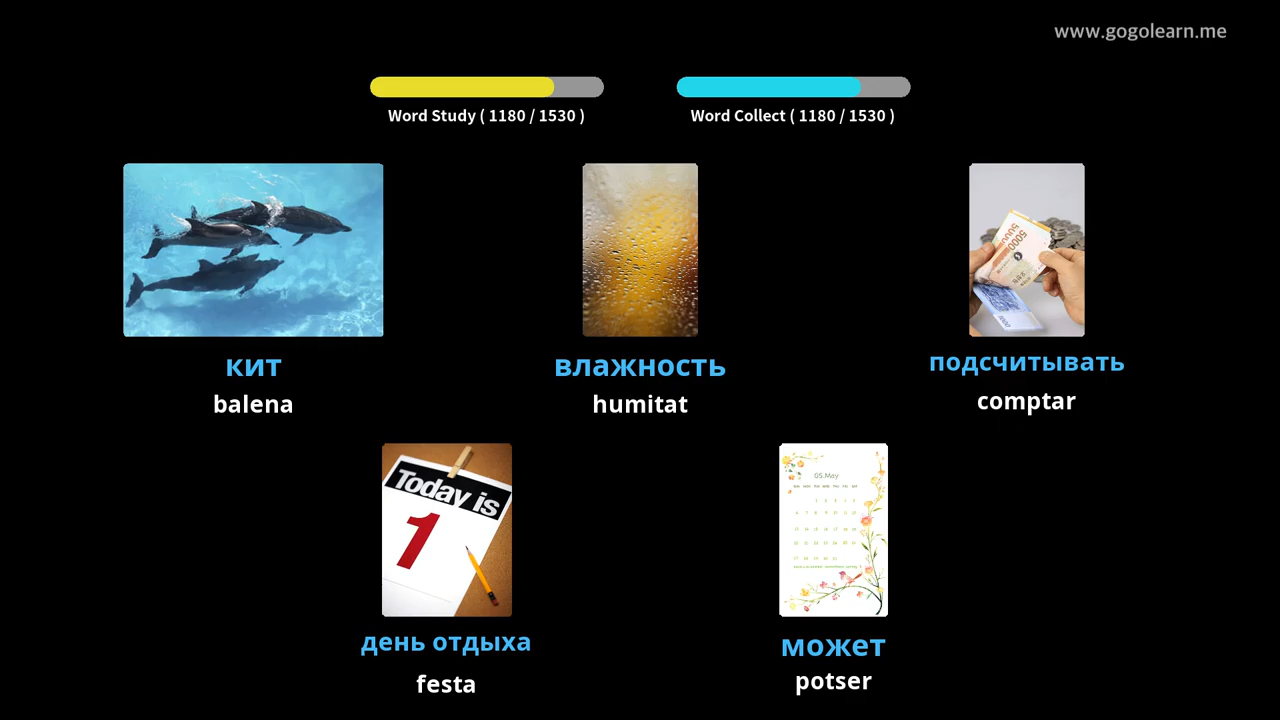 www.gogolearn.me
Word Study ( 1180 / 1530 )
Word Collect ( 1180 / 1530 )
кит
balena
влажность
humitat
5000
подсчитывать
comptar
Today is
1
день отдыха
festa
05.May
может
potser